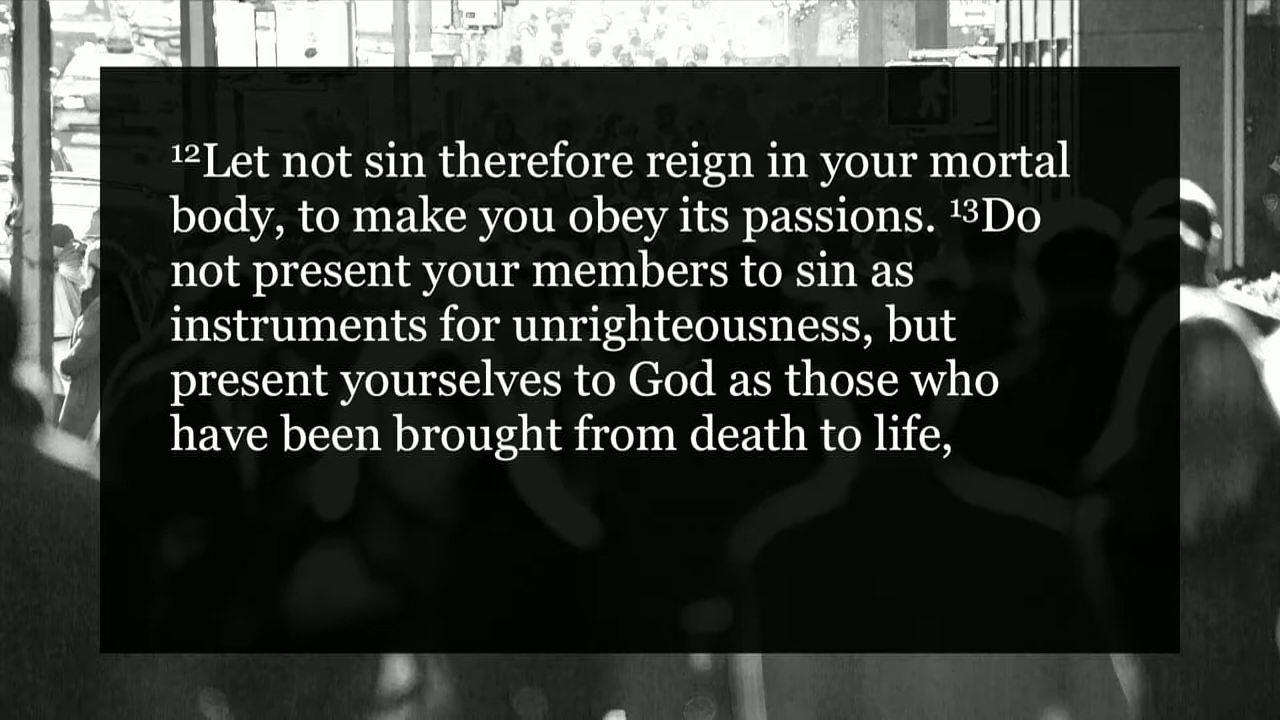 ¹²Let not sin therefore reign in your mortal
body, to make you obey its passions. ¹³Do
not present your members to sin as
instruments for unrighteousness, but
present yourselves to God as those who
have been brought from death to life,